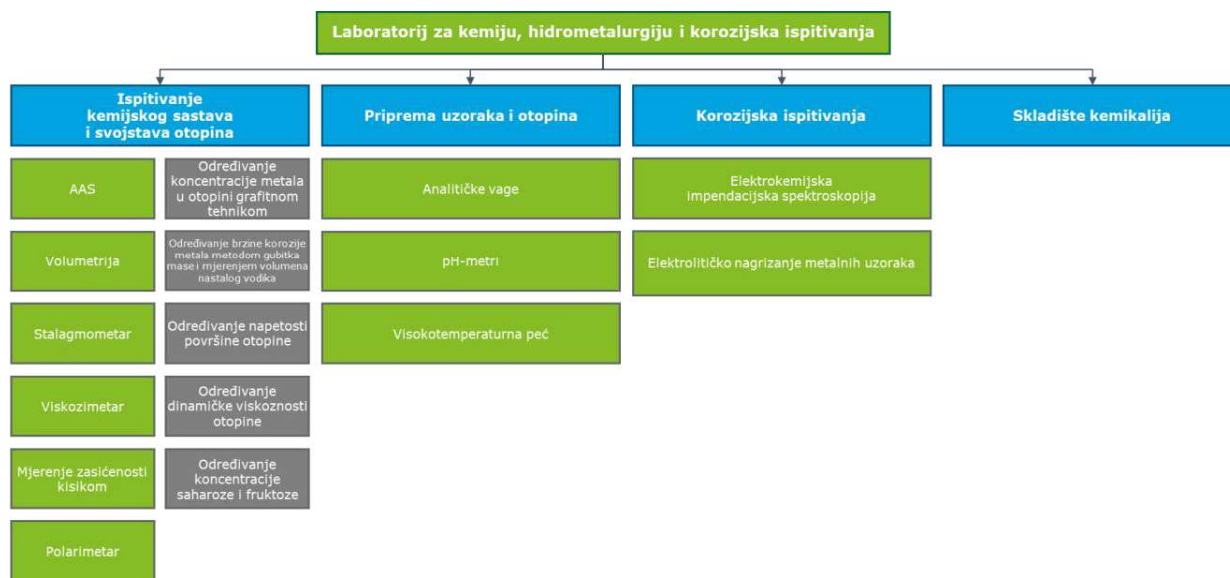 Laboratorij za kemiju, hidrometalurgiju i korozijska ispitivanja
Ispitivanje
kemijskog sastava
i svojstava otopina
Priprema uzoraka i otopina
Korozijska ispitivanja
Skladište kemikalija
AAS
Određivanje
koncentracije metala
u otopini grafitnom
tehnikom
Analitičke vage
Elektrokemijska
impendacijska spektroskopija
Volumetrija
Određivanje brzine korozije
metala metodom gubitka
mase i mjerenjem volumena
nastalog vodika
pH-metri
Elektrolitičko nagrizanje metalnih uzoraka
Stalagmometar
Određivanje napetosti
površine otopine
Visokotemperaturna peć
Viskozimetar
Određivanje
dinamičke viskoznosti
otopine
Mjerenje zasićenosti
kisikom
Određivanje
koncentracije
saharoze i fruktoze
Polarimetar